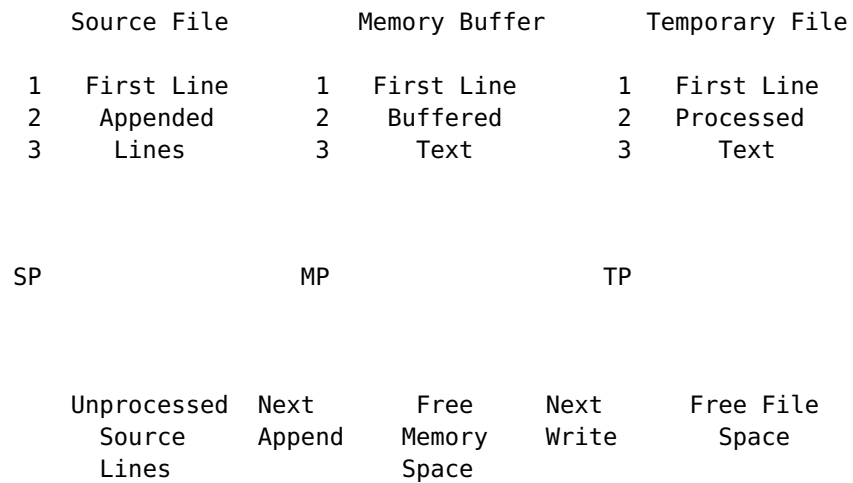 Source File Memory Buffer Temporary File
1 First Line 1 First Line 1 First Line
2 Appended 2 Buffered 2 Processed
3 Lines 3 Text 3 Text
SP MP TP
Unprocessed Next Free Next Free File
Source Append Memory Write Space
Lines Space